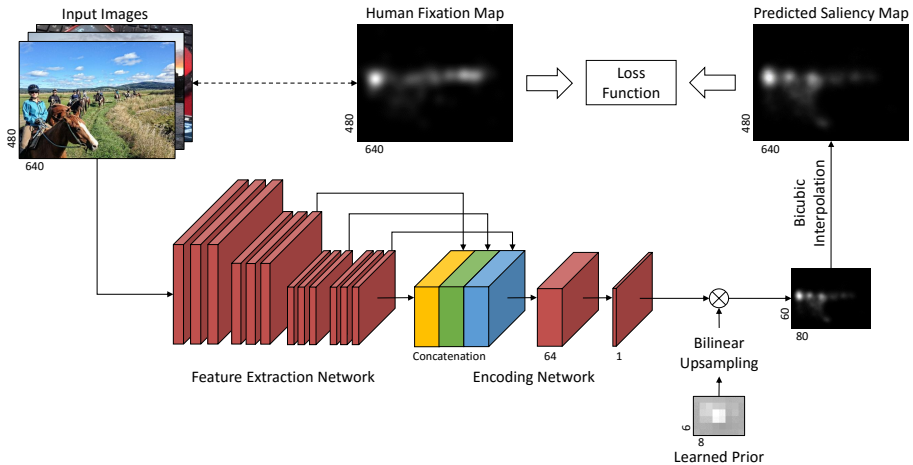 Input Images
Human Fixation Map
Predicted Saliency Map
480
640
480
640
Loss
Function
480
640
Bicubic
Interpolation
Concatenation
64
1
60
80
Feature Extraction Network
Encoding Network
Bilinear
Upsampling
6
8
Learned Prior